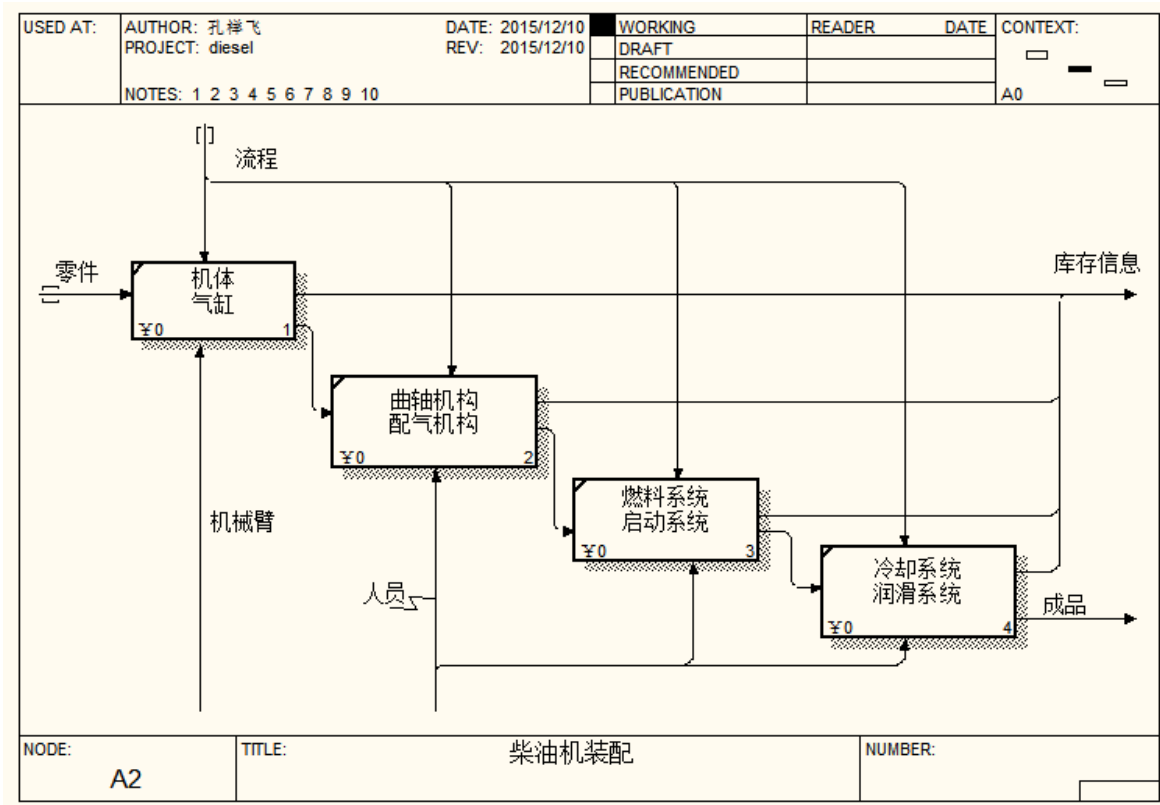 USED AT:
AUTHOR: 孔祥飞
DATE: 2015/12/10
WORKING
READER
DATE
CONTEXT:
PROJECT: diesel
REV: 2015/12/10
DRAFT
RECOMMENDED
NOTES: 1 2 3 4 5 6 7 8 9 10
PUBLICATION
A0
流程
零件
机体
气缸
¥0
1
库存信息
曲轴机构
配气机构
¥0
2
燃料系统
启动系统
¥0
3
机械臂
冷却系统
润滑系统
¥0
4
人员
成品
NODE:
A2
TITLE:
柴油机装配
NUMBER: